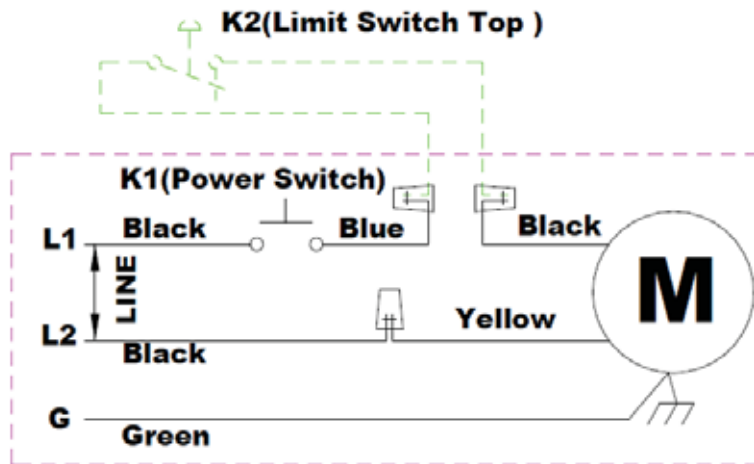 K2(Limit Switch Top )
K1(Power Switch)
L1 Black Blue Black
LINE
M
L2 Black Yellow
G Green